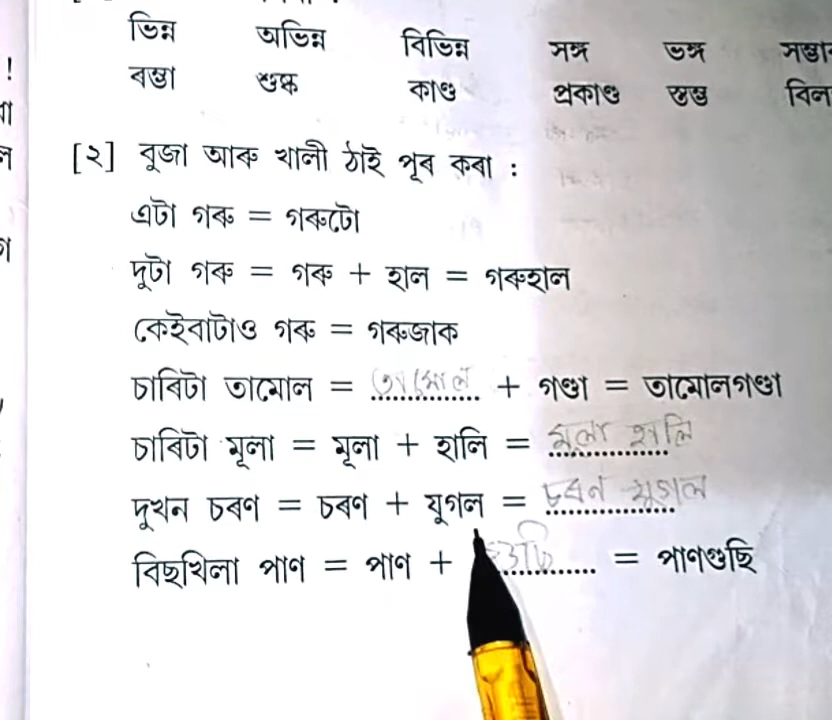 ভিন্ন অভিন্ন বিভিন্ন সঙ্গ ভঙ্গ
ৰম্ভা শুদ্ধ কাণ্ড প্ৰকাণ্ড স্তম্ভ
[২] বুজা আৰু খালী ঠাই পূৰ কৰা :
এটা গৰু = গৰুটো
দুটা গৰু = গৰু + হাল = গৰুহাল
কেইবাটাও গৰু = গৰুজাক
চাৰিটা তামোল = তামোল + গণ্ডা = তামোলগণ্ডা
চাৰিটা মূলা = মূলা + হালি = মূলা হালি
দুখন চৰণ = চৰণ + যুগল = চৰন যুগল
বিছখিলা পাণ = পাণ + = পাণগুছি